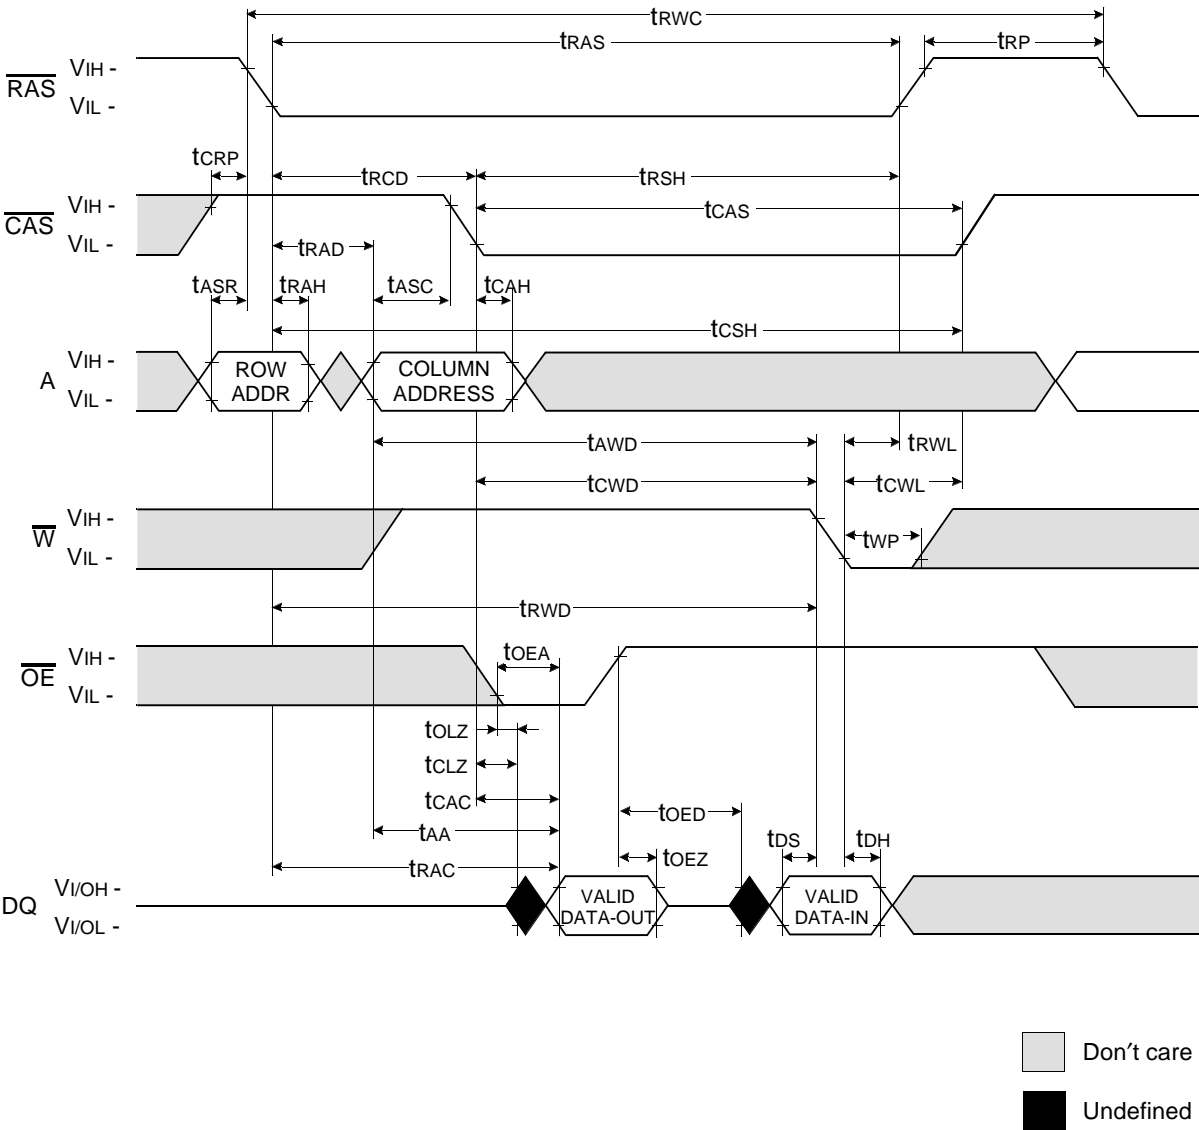 tRWC
tRAS
tRP
RAS
VIH -
VIL -
tCRP
tRCD
tRSH
CAS
VIH -
VIL -
tCAS
tRAD
tASR
tRAH
tASC
tCAH
tCSH
A
VIH -
VIL -
ROW
ADDR
COLUMN
ADDRESS
tAWD
tRWL
tCWD
tCWL
W
VIH -
VIL -
tWP
tRWD
OE
VIH -
VIL -
tOEA
tOLZ
tCLZ
tCAC
tOED
tAA
tDS
tDH
tRAC
tOEZ
DQ
VI/OH -
VI/OL -
VALID
DATA-OUT
VALID
DATA-IN
Don′t care
Undefined